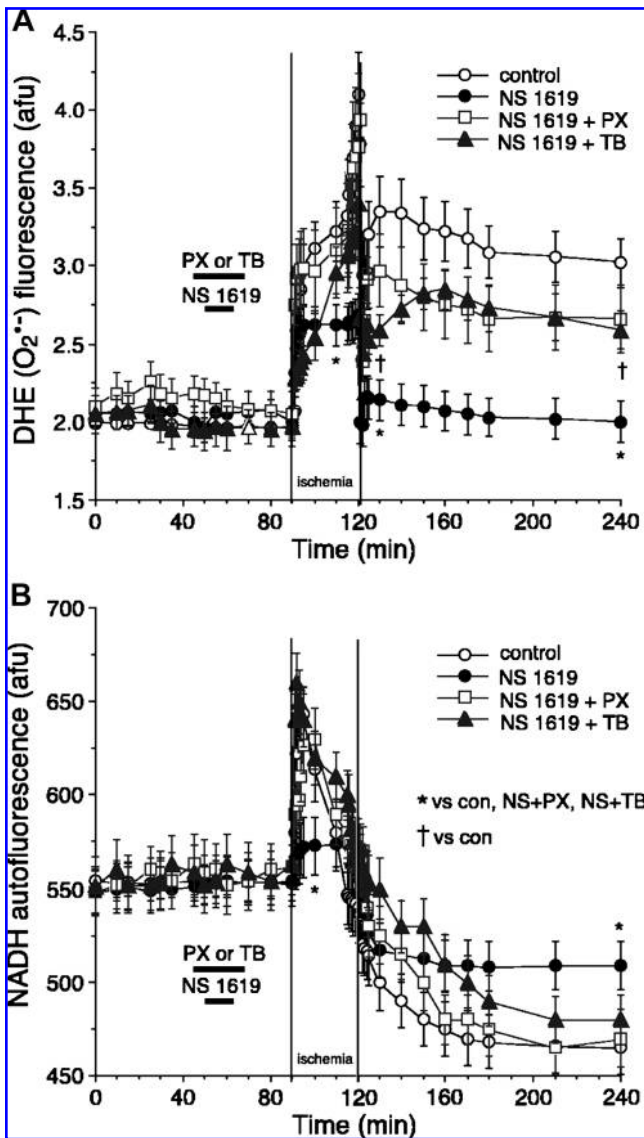 A
DHE (O₂•-) fluorescence (afu)
4.5
4.0
3.5
3.0
2.5
2.0
1.5
control
NS 1619
NS 1619 + PX
NS 1619 + TB
PX or TB
NS 1619
*
†
*
†
*
ischemia
0 40 80 120 160 200 240
Time (min)
B
NADH autofluorescence (afu)
700
650
600
550
500
450
control
NS 1619
NS 1619 + PX
NS 1619 + TB
* vs con, NS+PX, NS+TB
† vs con
*
*
PX or TB
NS 1619
ischemia
0 40 80 120 160 200 240
Time (min)